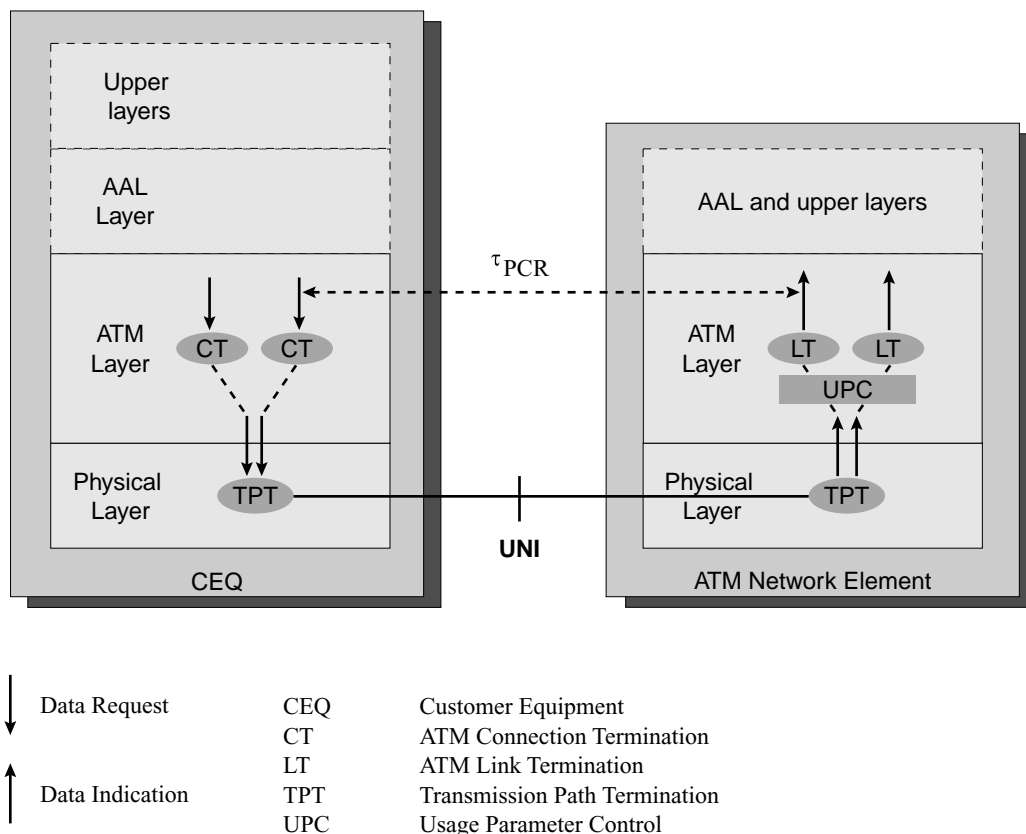 Upper
layers
AAL
Layer
ATM
Layer
CT CT
Physical
Layer
TPT
CEQ
τPCR
UNI
AAL and upper layers
ATM
Layer
LT LT
UPC
Physical
Layer
TPT
ATM Network Element
Data Request
Data Indication
CEQ Customer Equipment
CT ATM Connection Termination
LT ATM Link Termination
TPT Transmission Path Termination
UPC Usage Parameter Control